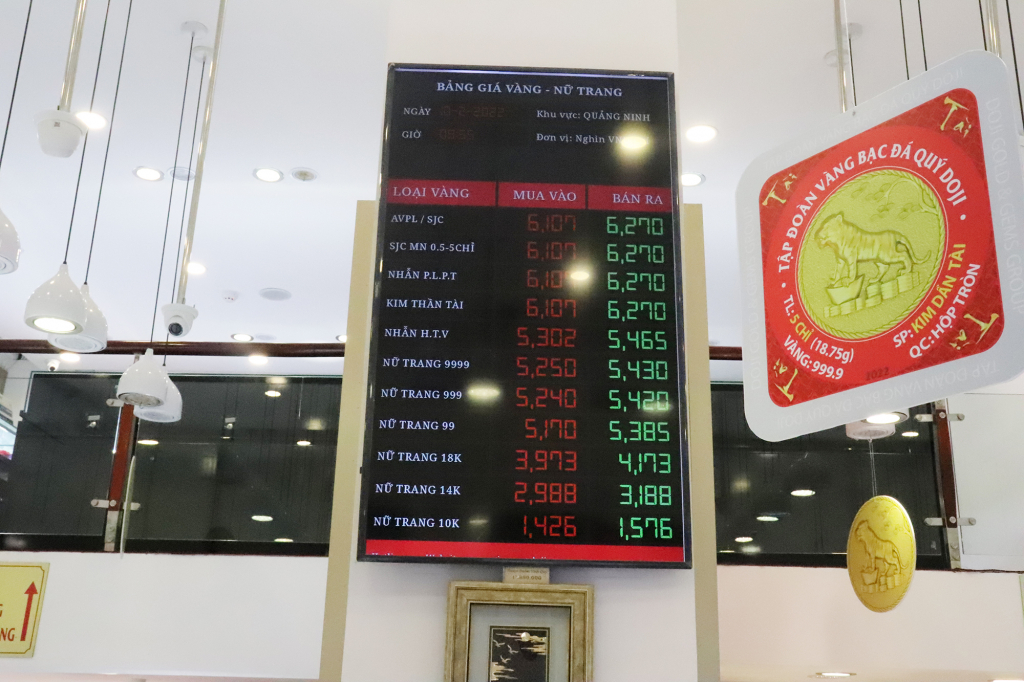 BẢNG GIÁ VÀNG - NỮ TRANG
NGÀY
Khu vực: QUẢNG NINH
GIỜ
Đơn vị: Nghìn
LOẠI VÀNG MUA VÀO BÁN RA
AVPL / SJC 6,107 6,270
SJC MN 0.5-5CHỈ 6,107 6,270
NHẪN P.L.P.T 6,107 6,270
KIM THẦN TÀI 6,107 6,270
NHẪN H.T.V 5,302 5,465
NỮ TRANG 9999 5,250 5,430
NỮ TRANG 999 5,240 5,420
NỮ TRANG 99 5,170 5,385
NỮ TRANG 18K 3,973 4,173
NỮ TRANG 14K 2,988 3,188
NỮ TRANG 10K 1,426 1,576
Tài
Tài
TẬP ĐOÀN VÀNG BẠC ĐÁ QUÝ DOJI
TL: 5 CHỈ (18.75g)
VÀNG: 999.9
SP: KIM DẦN TÀI
QC: HỘP TRÒN
Tài
Tài
2022